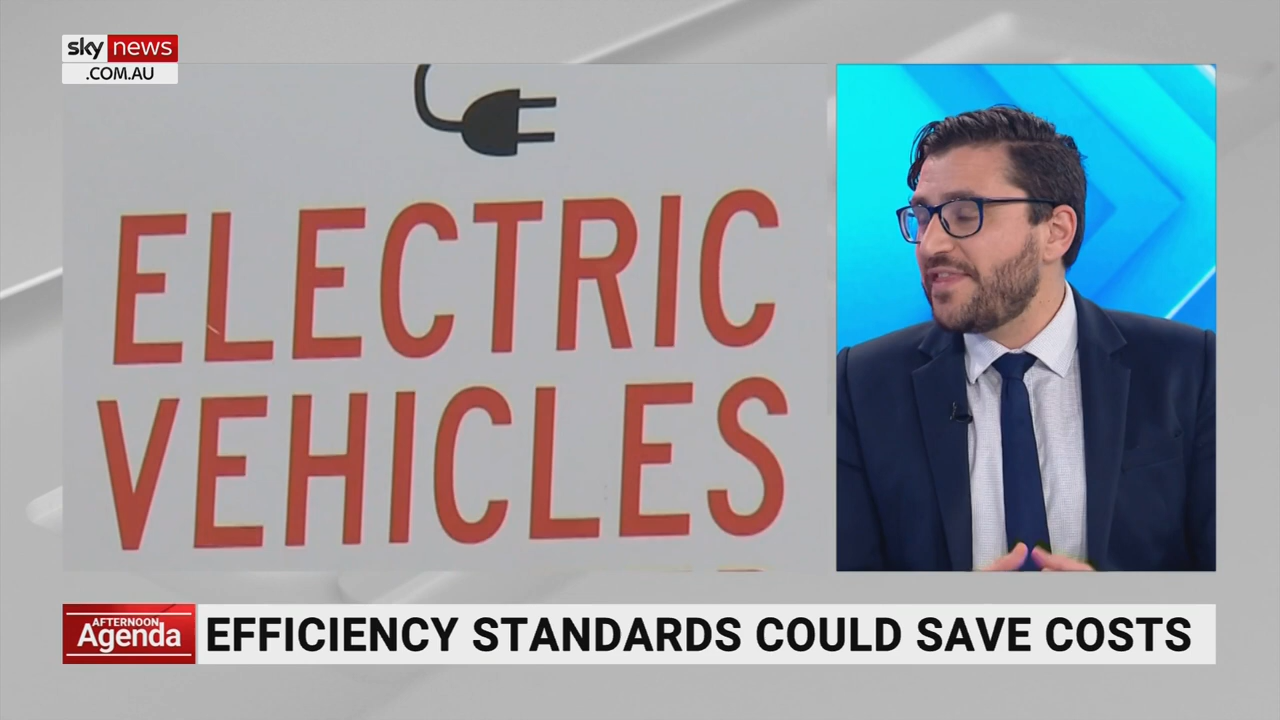 sky news
.COM.AU
ELECTRIC
VEHICLES
AFTERNOON
Agenda
EFFICIENCY STANDARDS COULD SAVE COSTS